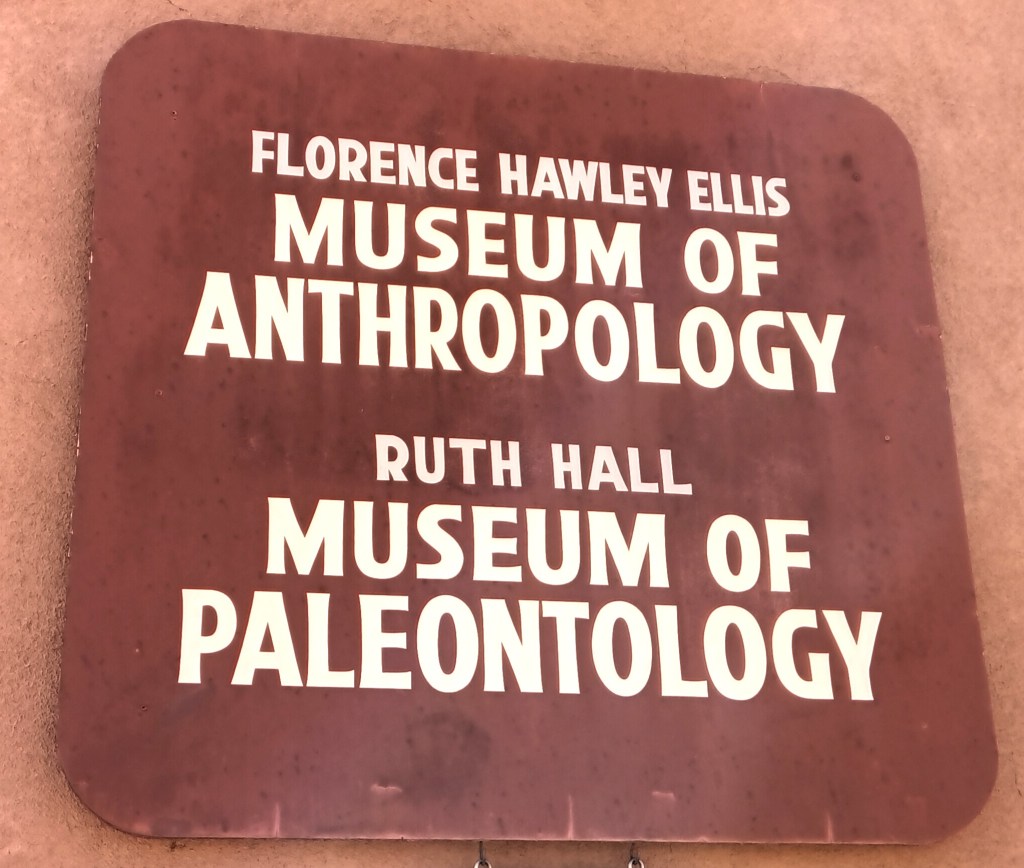 FLORENCE HAWLEY ELLIS
MUSEUM OF
ANTHROPOLOGY
RUTH HALL
MUSEUM OF
PALEONTOLOGY